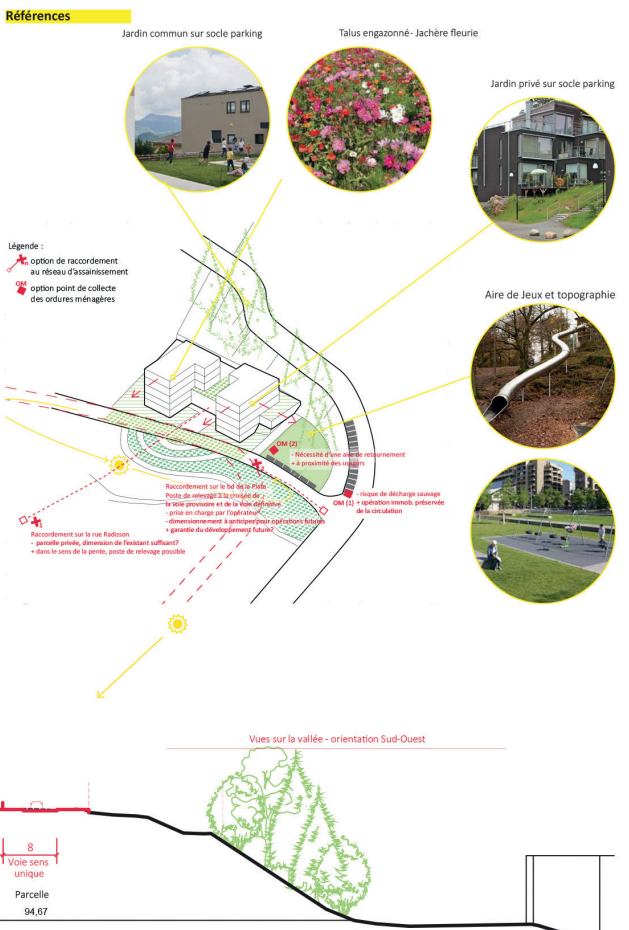 Références
Jardin commun sur socle parking
Talus engazonné- Jachère fleurie
Jardin privé sur socle parking
Légende :
option de raccordement
au réseau d'assainissement
OM
option point de collecte
des ordures ménagères
Aire de Jeux et topographie
OM (2)
- Nécessité d'une aire de retournement
+ à proximité des usagers
Raccordement sur le bd de la Piste
Poste de relevage à la croisée de
la voie provisoire et de la voie définitive
- prise en charge par l'opérateur?
- dimensionnement à anticiper pour opérations futures
+ garantie du développement future?
OM (1)
- risque de décharge sauvage
+ opération immob. préservée
de la circulation
Raccordement sur la rue Radisson
- parcelle privée, dimension de l'existant suffisant?
+ dans le sens de la pente, poste de relevage possible
Vues sur la vallée - orientation Sud-Ouest
8
Voie sens
unique
Parcelle
94,67